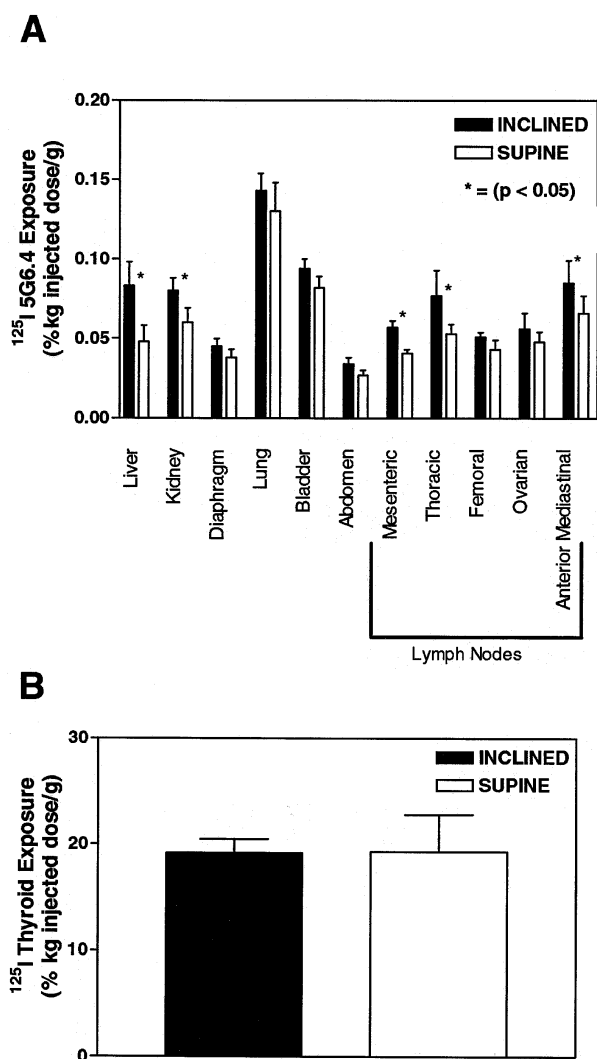 A
0.20
0.15
0.10
0.05
0.00
125I 5G6.4 Exposure
(%kg injected dose/g)
INCLINED
SUPINE
* = (p < 0.05)
*
*
*
*
*
Liver
Kidney
Diaphragm
Lung
Bladder
Abdomen
Mesenteric
Thoracic
Femoral
Ovarian
Anterior Mediastinal
Lymph Nodes
B
30
20
10
0
125I Thyroid Exposure
(% kg injected dose/g)
INCLINED
SUPINE